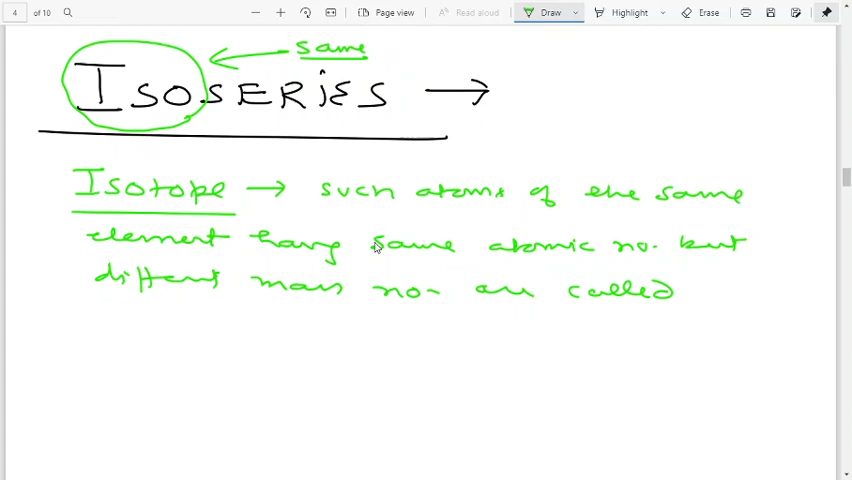 4 of 10 Page view Read aloud Draw Highlight Erase
same
ISOSERIES →
Isotope → such atoms of the same
element having same atomic no. but
different mass no. are called